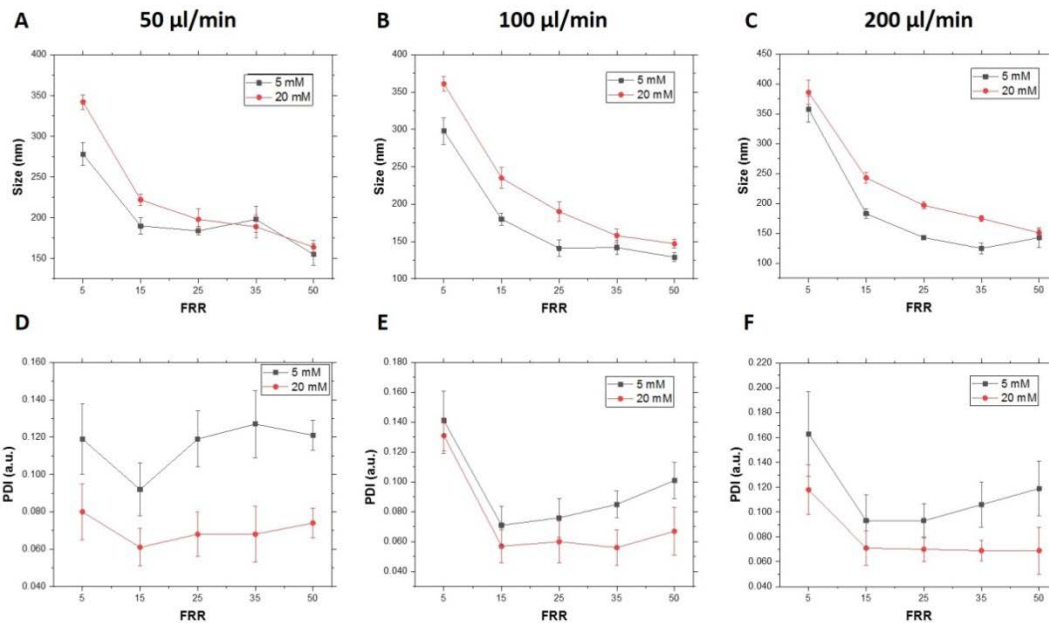 A 50 µl/min
B 100 µl/min
C 200 µl/min
400
350
300
250
200
150
Size (nm)
5 mM
20 mM
5 15 25 35 50
FRR
400
350
300
250
200
150
100
Size (nm)
5 mM
20 mM
5 15 25 35 50
FRR
450
400
350
300
250
200
150
100
Size (nm)
5 mM
20 mM
5 15 25 35 50
FRR
D
0.160
0.140
0.120
0.100
0.080
0.060
0.040
PDI (a.u.)
5 mM
20 mM
5 15 25 35 50
FRR
E
0.180
0.160
0.140
0.120
0.100
0.080
0.060
0.040
PDI (a.u.)
5 mM
20 mM
5 15 25 35 50
FRR
F
0.220
0.200
0.180
0.160
0.140
0.120
0.100
0.080
0.060
0.040
PDI (a.u.)
5 mM
20 mM
5 15 25 35 50
FRR